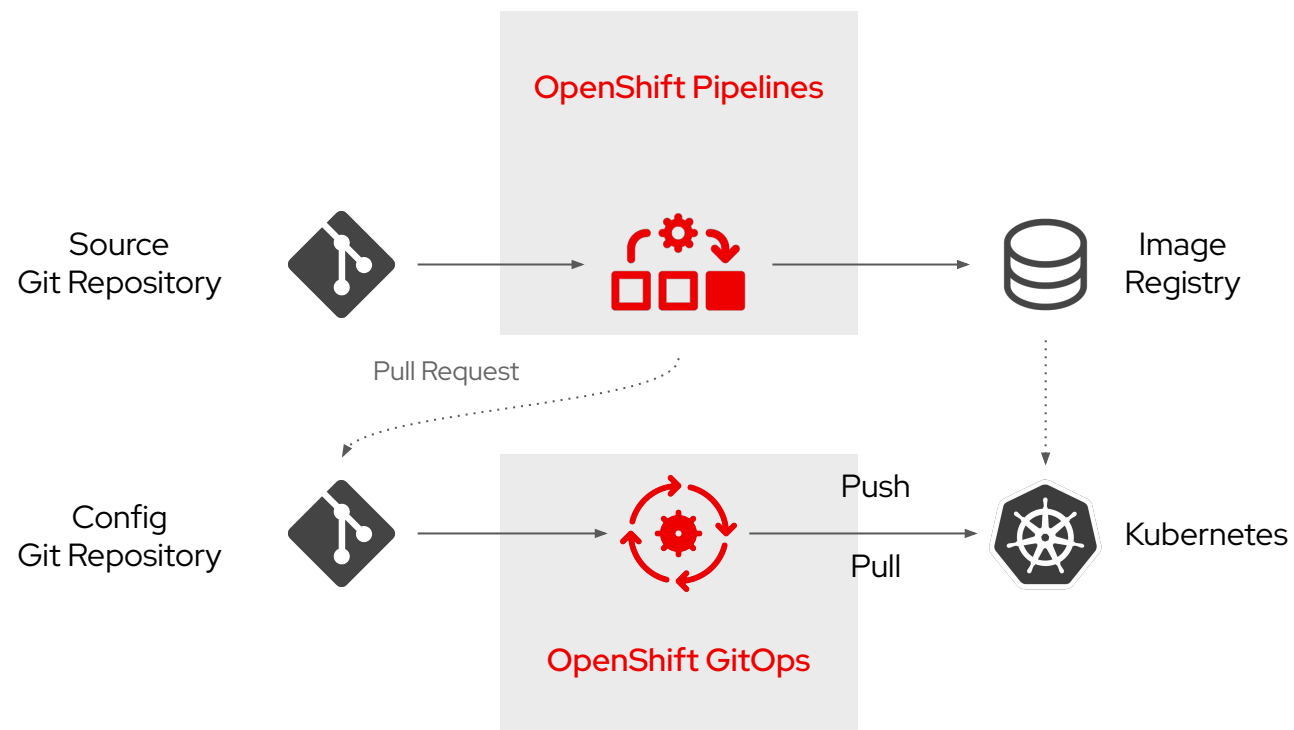 OpenShift Pipelines
Source
Git Repository
Image
Registry
Pull Request
Config
Git Repository
Push
Pull
Kubernetes
OpenShift GitOps